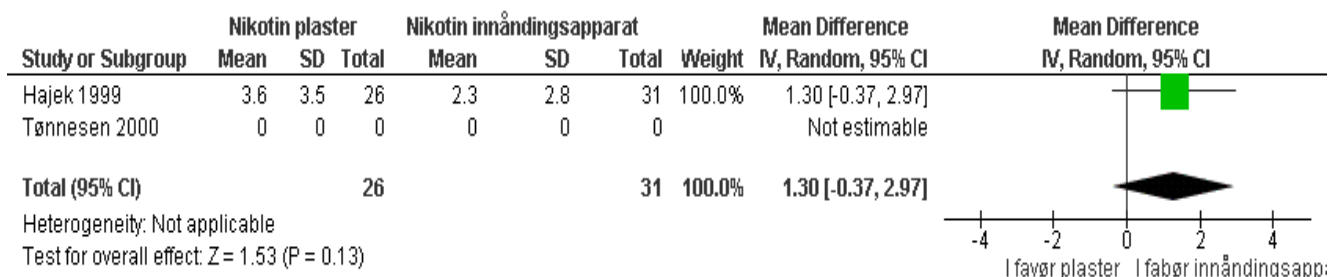 Nikotin plaster Nikotin innåndingsapparat Mean Difference Mean Difference
Study or Subgroup Mean SD Total Mean SD Total Weight IV, Random, 95% CI IV, Random, 95% CI
Hajek 1999 3.6 3.5 26 2.3 2.8 31 100.0% 1.30 [-0.37, 2.97]
Tønnesen 2000 0 0 0 0 0 0 Not estimable
Total (95% CI) 26 31 100.0% 1.30 [-0.37, 2.97]
Heterogeneity: Not applicable
Test for overall effect: Z = 1.53 (P = 0.13)
-4 -2 0 2 4
I favør plaster I fabør innåndingsappa